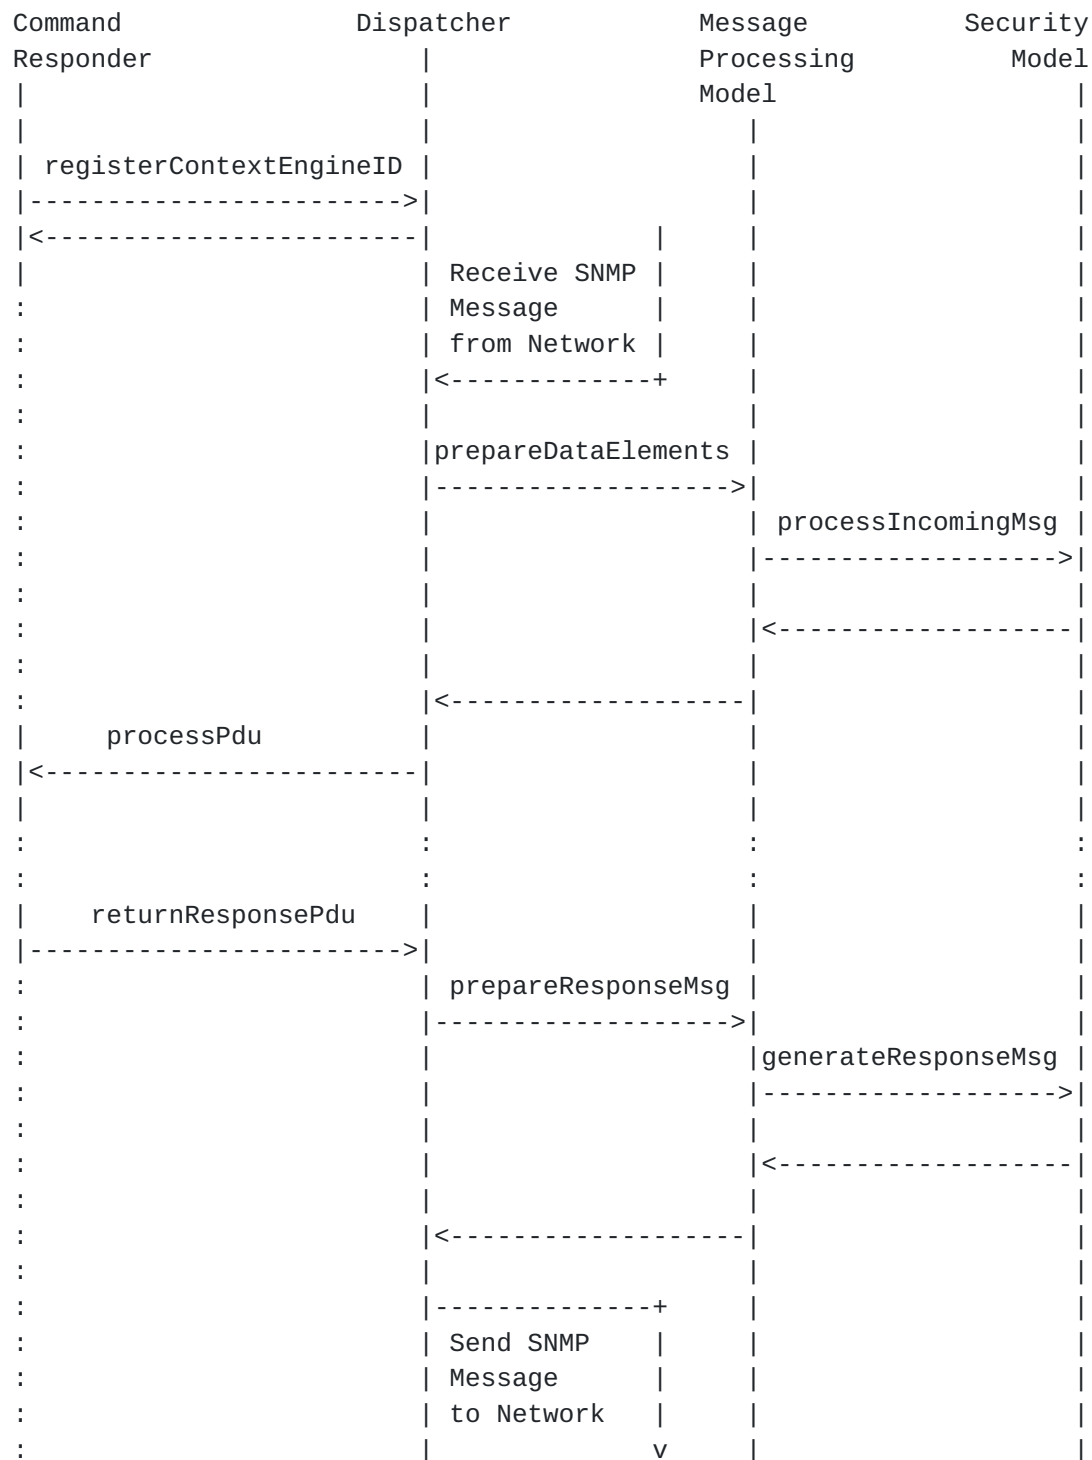 Command Dispatcher Message Security
Responder Processing Model
Model
registerContextEngineID
Receive SNMP
Message
from Network
prepareDataElements
processIncomingMsg
processPdu
returnResponsePdu
prepareResponseMsg
generateResponseMsg
Send SNMP
Message
to Network